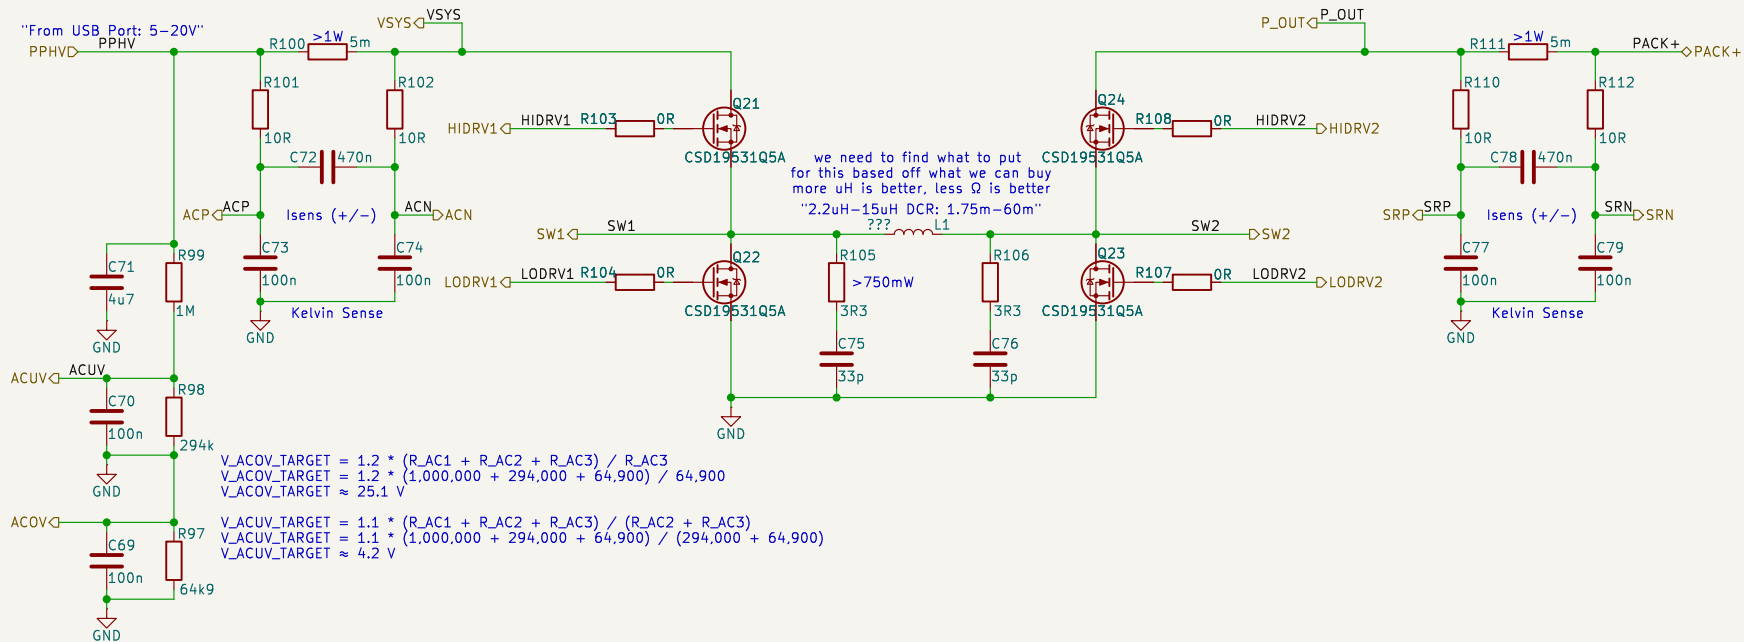 "From USB Port: 5-20V"
PPHV
PPHV
R100
>1W
5m
VSYS
VSYS
R101
10R
R102
10R
C72
470n
ACP
ACP
Isens (+/-)
ACN
ACN
C73
100n
C74
100n
GND
Kelvin Sense
C71
4u7
GND
R99
1M
ACUV
ACUV
C70
100n
GND
R98
294k
ACOV
C69
100n
GND
R97
64k9
V_ACOV_TARGET = 1.2 * (R_AC1 + R_AC2 + R_AC3) / R_AC3
V_ACOV_TARGET = 1.2 * (1,000,000 + 294,000 + 64,900) / 64,900
V_ACOV_TARGET ≈ 25.1 V
V_ACUV_TARGET = 1.1 * (R_AC1 + R_AC2 + R_AC3) / (R_AC2 + R_AC3)
V_ACUV_TARGET = 1.1 * (1,000,000 + 294,000 + 64,900) / (294,000 + 64,900)
V_ACUV_TARGET ≈ 4.2 V
HIDRV1
HIDRV1
R103
0R
Q21
CSD19531Q5A
SW1
SW1
LODRV1
LODRV1
R104
0R
Q22
CSD19531Q5A
GND
we need to find what to put
for this based off what we can buy
more uH is better, less Ω is better
"2.2uH-15uH DCR: 1.75m-60m"
???
L1
R105
>750mW
3R3
C75
33p
R106
3R3
C76
33p
Q24
CSD19531Q5A
R108
0R
HIDRV2
HIDRV2
SW2
SW2
Q23
CSD19531Q5A
R107
0R
LODRV2
LODRV2
P_OUT
P_OUT
R111
>1W
5m
PACK+
PACK+
R110
10R
R112
10R
C78
470n
SRP
SRP
Isens (+/-)
SRN
SRN
C77
100n
C79
100n
GND
Kelvin Sense